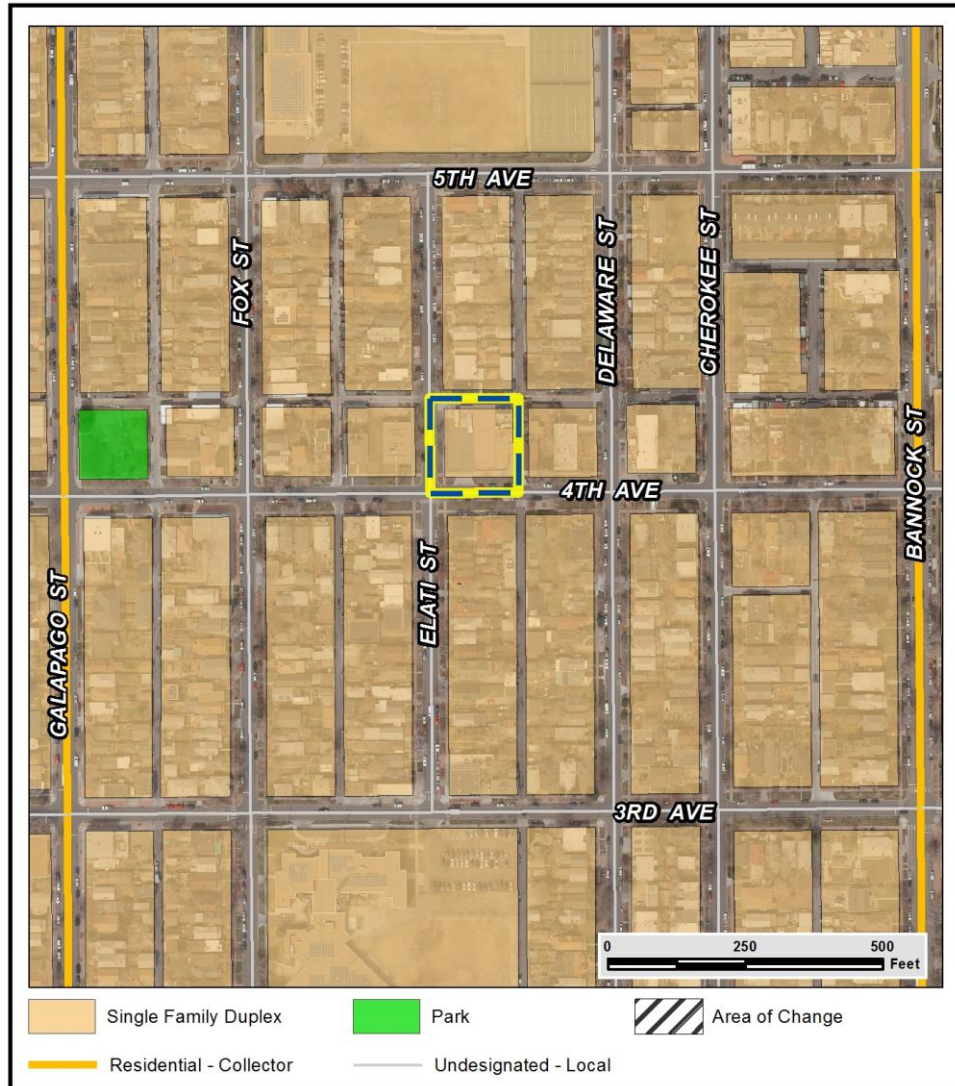 5TH AVE
FOX ST
DELAWARE ST
CHEROKEE ST
BANNOCK ST
4TH AVE
ELATI ST
GALAPAGO ST
3RD AVE
0 250 500
Feet
Single Family Duplex
Park
Area of Change
Residential - Collector
Undesignated - Local